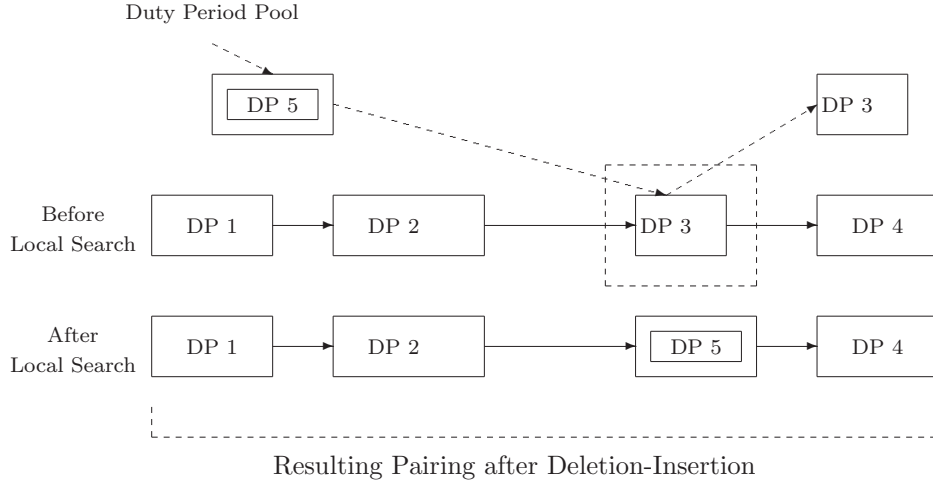 Duty Period Pool
DP 5
DP 3
Before
Local Search
DP 1
DP 2
DP 3
DP 4
After
Local Search
DP 1
DP 2
DP 5
DP 4
Resulting Pairing after Deletion-Insertion